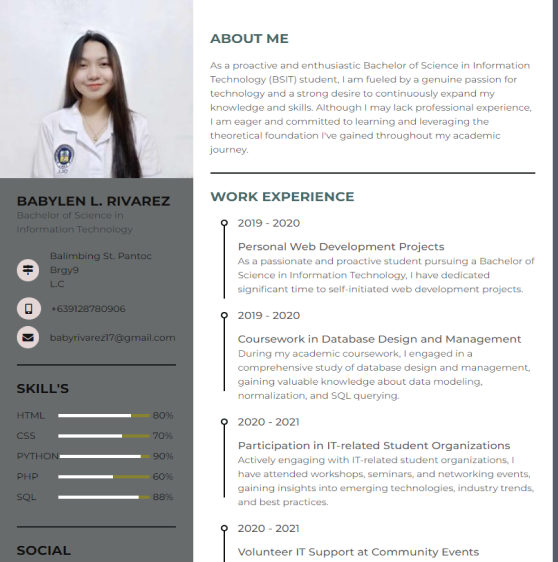 BABYLEN L. RIVAREZ
Bachelor of Science in
Information Technology
Balimbing St. Pantoc
Brgy9
L.C
+639128780906
babyrivarez17@gmail.com
SKILL'S
HTML 80%
CSS 70%
PYTHON 90%
PHP 60%
SQL 88%
SOCIAL
ABOUT ME
As a proactive and enthusiastic Bachelor of Science in Information
Technology (BSIT) student, I am fueled by a genuine passion for
technology and a strong desire to continuously expand my
knowledge and skills. Although I may lack professional experience,
I am eager and committed to learning and leveraging the
theoretical foundation I've gained throughout my academic
journey.
WORK EXPERIENCE
2019 - 2020
Personal Web Development Projects
As a passionate and proactive student pursuing a Bachelor of
Science in Information Technology, I have dedicated
significant time to self-initiated web development projects.
2019 - 2020
Coursework in Database Design and Management
During my academic coursework, I engaged in a
comprehensive study of database design and management,
gaining valuable knowledge about data modeling,
normalization, and SQL querying.
2020 - 2021
Participation in IT-related Student Organizations
Actively engaging with IT-related student organizations, I
have attended workshops, seminars, and networking events,
gaining insights into emerging technologies, industry trends,
and best practices.
2020 - 2021
Volunteer IT Support at Community Events